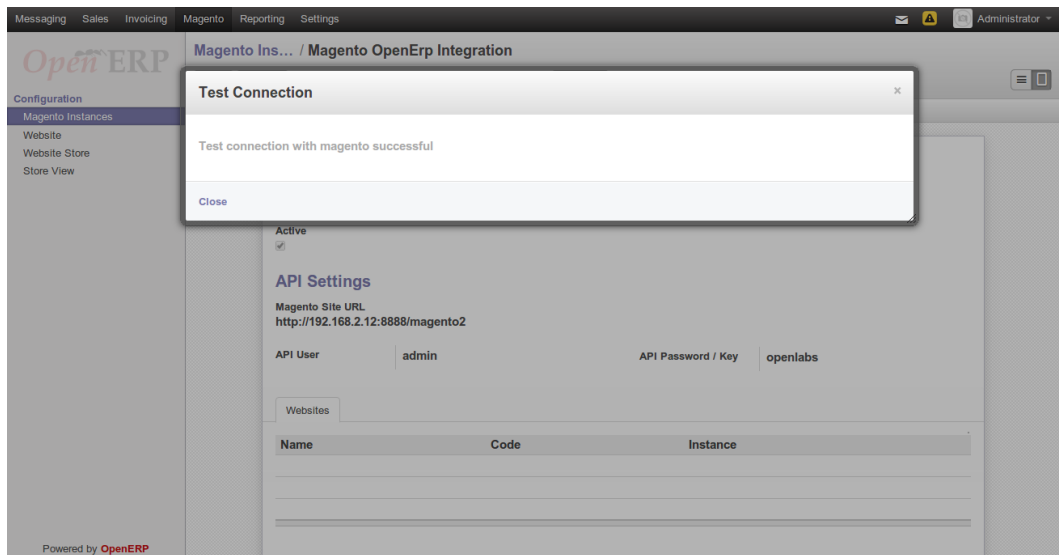 Messaging Sales Invoicing Magento Reporting Settings Administrator
Open ERP
Magento Ins... / Magento OpenErp Integration
Configuration
Magento Instances
Website
Website Store
Store View
Test Connection ×
Test connection with magento successful
Close
Active
API Settings
Magento Site URL
http://192.168.2.12:8888/magento2
API User admin API Password / Key openlabs
Websites
Name Code Instance
Powered by OpenERP